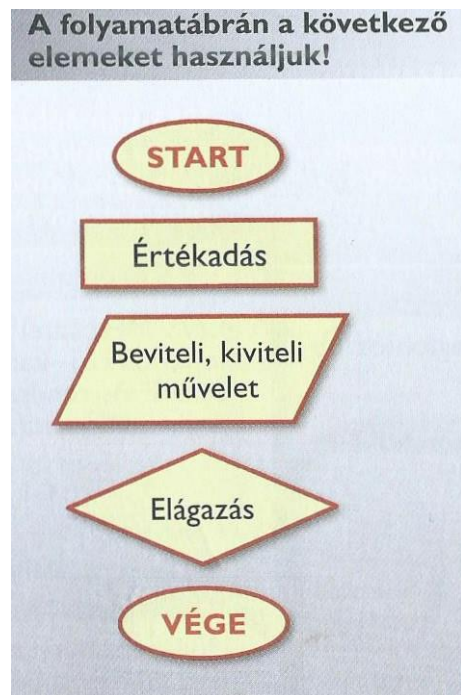 A folyamatábrán a következő
elemeket használjuk!
START
Értékadás
Beviteli, kiviteli
művelet
Elágazás
VÉGE